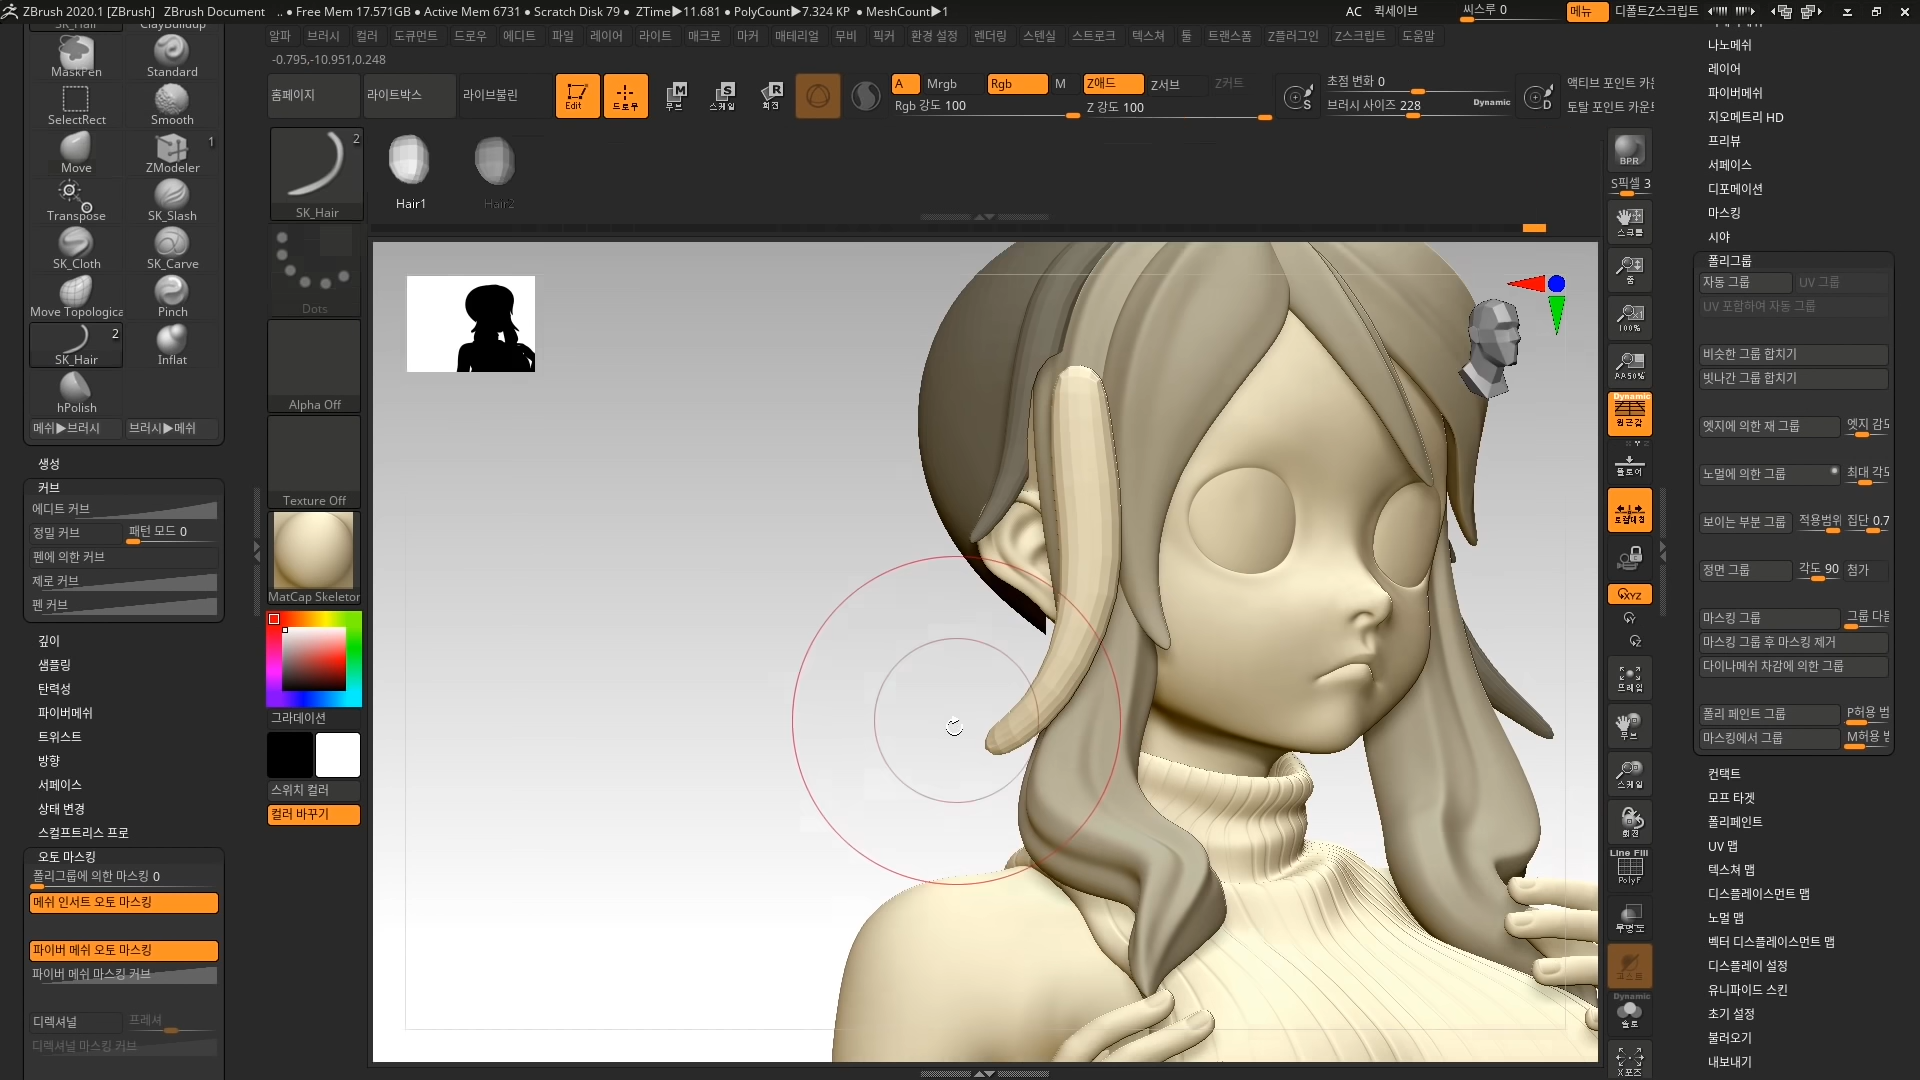 ZBrush 2020.1 [ZBrush] ZBrush Document .. ● Free Mem 17.571GB ● Active Mem 6731 ● Scratch Disk 79 ● ZTime▶11.681 ● PolyCount▶7.324 KP ● MeshCount▶1 AC 퀵세이브 씨스루 0 메뉴 디폴트Z스크립트
알파 브러시 컬러 도큐먼트 드로우 에디트 파일 레이어 라이트 매크로 마커 매테리얼 무비 픽커 환경 설정 렌더링 스텐실 스트로크 텍스쳐 툴 트랜스폼 Z플러그인 Z스크립트 도움말
-0.795,-10.951,0.248
홈페이지 라이트박스 라이브불린 Edit 드로우 무브 스케일 회전
A Mrgb Rgb M Z애드 Z서브 Z커트
Rgb 강도 100 Z 강도 100
초점 변화 0
브러시 사이즈 228 Dynamic
액티브 포인트 카운
토탈 포인트 카운트
MaskPen Standard
SelectRect Smooth
Move ZModeler 1
Transpose SK_Slash
SK_Cloth SK_Carve
Move Topologica Pinch
SK_Hair 2 Inflat
hPolish
메쉬▶브러시 브러시▶메쉬
생성
커브
에디트 커브
정밀 커브 패턴 모드 0
펜에 의한 커브
제로 커브
펜 커브
깊이
샘플링
탄력성
파이버메쉬
트위스트
방향
서페이스
상태 변경
스컬프트리스 프로
오토 마스킹
폴리그룹에 의한 마스킹 0
메쉬 인서트 오토 마스킹
파이버 메쉬 오토 마스킹
파이버 메쉬 마스킹 커브
디렉셔널 프레셔
디렉셔널 마스킹 커브
2
SK_Hair
Hair1 Hair2
Dots
Alpha Off
Texture Off
MatCap Skeletor
그라데이션
스위치 컬러
컬러 바꾸기
BPR
S픽셀 3
스크롤
줌
100%
AA50%
Dynamic
원근감
플로어
로컬대칭
XYZ
프레임
무브
스케일
회전
Line Fill
PolyF
투명도
고스트
Dynamic
솔로
X포즈
나노메쉬
레이어
파이버메쉬
지오메트리 HD
프리뷰
서페이스
디포메이션
마스킹
시야
폴리그룹
자동 그룹 UV 그룹
UV 포함하여 자동 그룹
비슷한 그룹 합치기
빗나간 그룹 합치기
엣지에 의한 재 그룹 엣지 감도
노멀에 의한 그룹 최대 각도
보이는 부분 그룹 적용범위 집단 0.7
정면 그룹 각도 90 첨가
마스킹 그룹 그룹 다듬
마스킹 그룹 후 마스킹 제거
다이나메쉬 차감에 의한 그룹
폴리 페인트 그룹 P허용 범
마스킹에서 그룹 M허용 범
컨택트
모프 타겟
폴리페인트
UV 맵
텍스쳐 맵
디스플레이스먼트 맵
노멀 맵
벡터 디스플레이스먼트 맵
디스플레이 설정
유니파이드 스킨
초기 설정
불러오기
내보내기